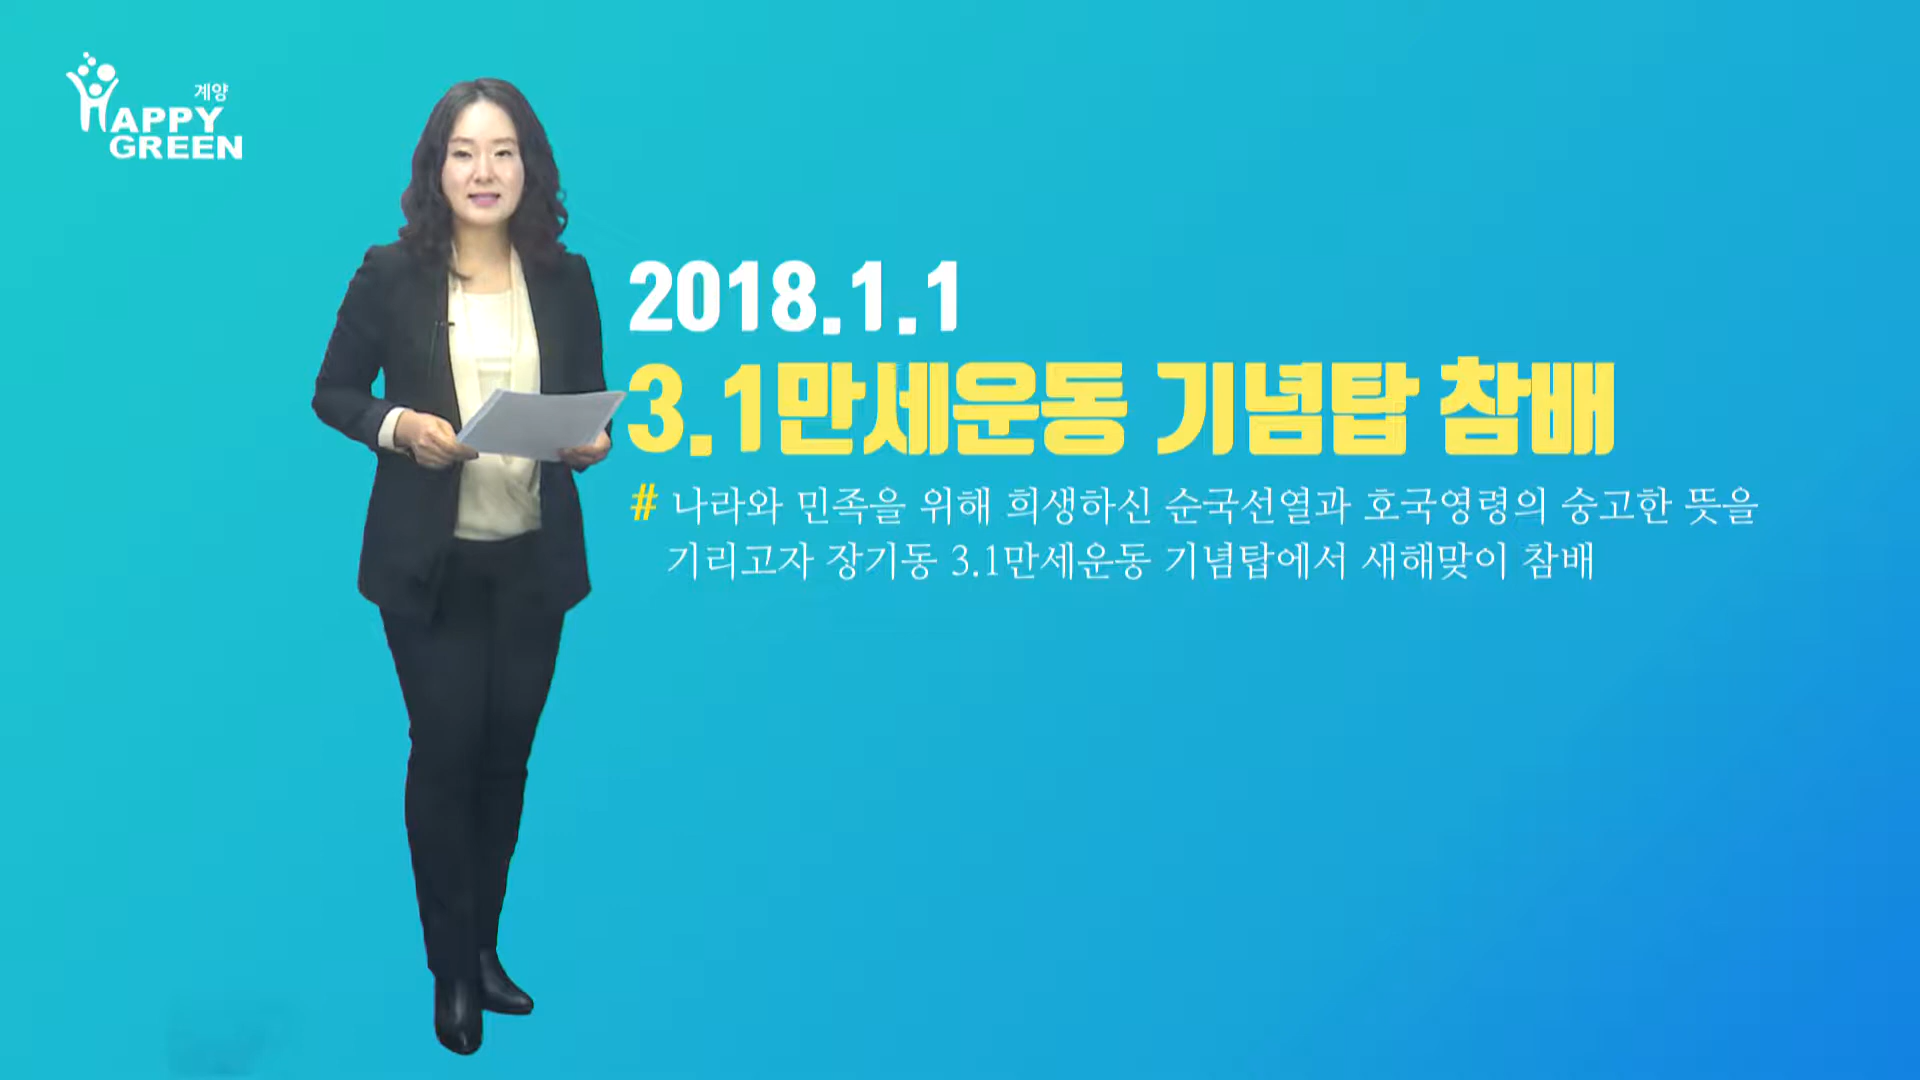 계양
HAPPY
GREEN
2018.1.1
3.1만세운동 기념탑 참배
# 나라와 민족을 위해 희생하신 순국선열과 호국영령의 숭고한 뜻을
기리고자 장기동 3.1만세운동 기념탑에서 새해맞이 참배